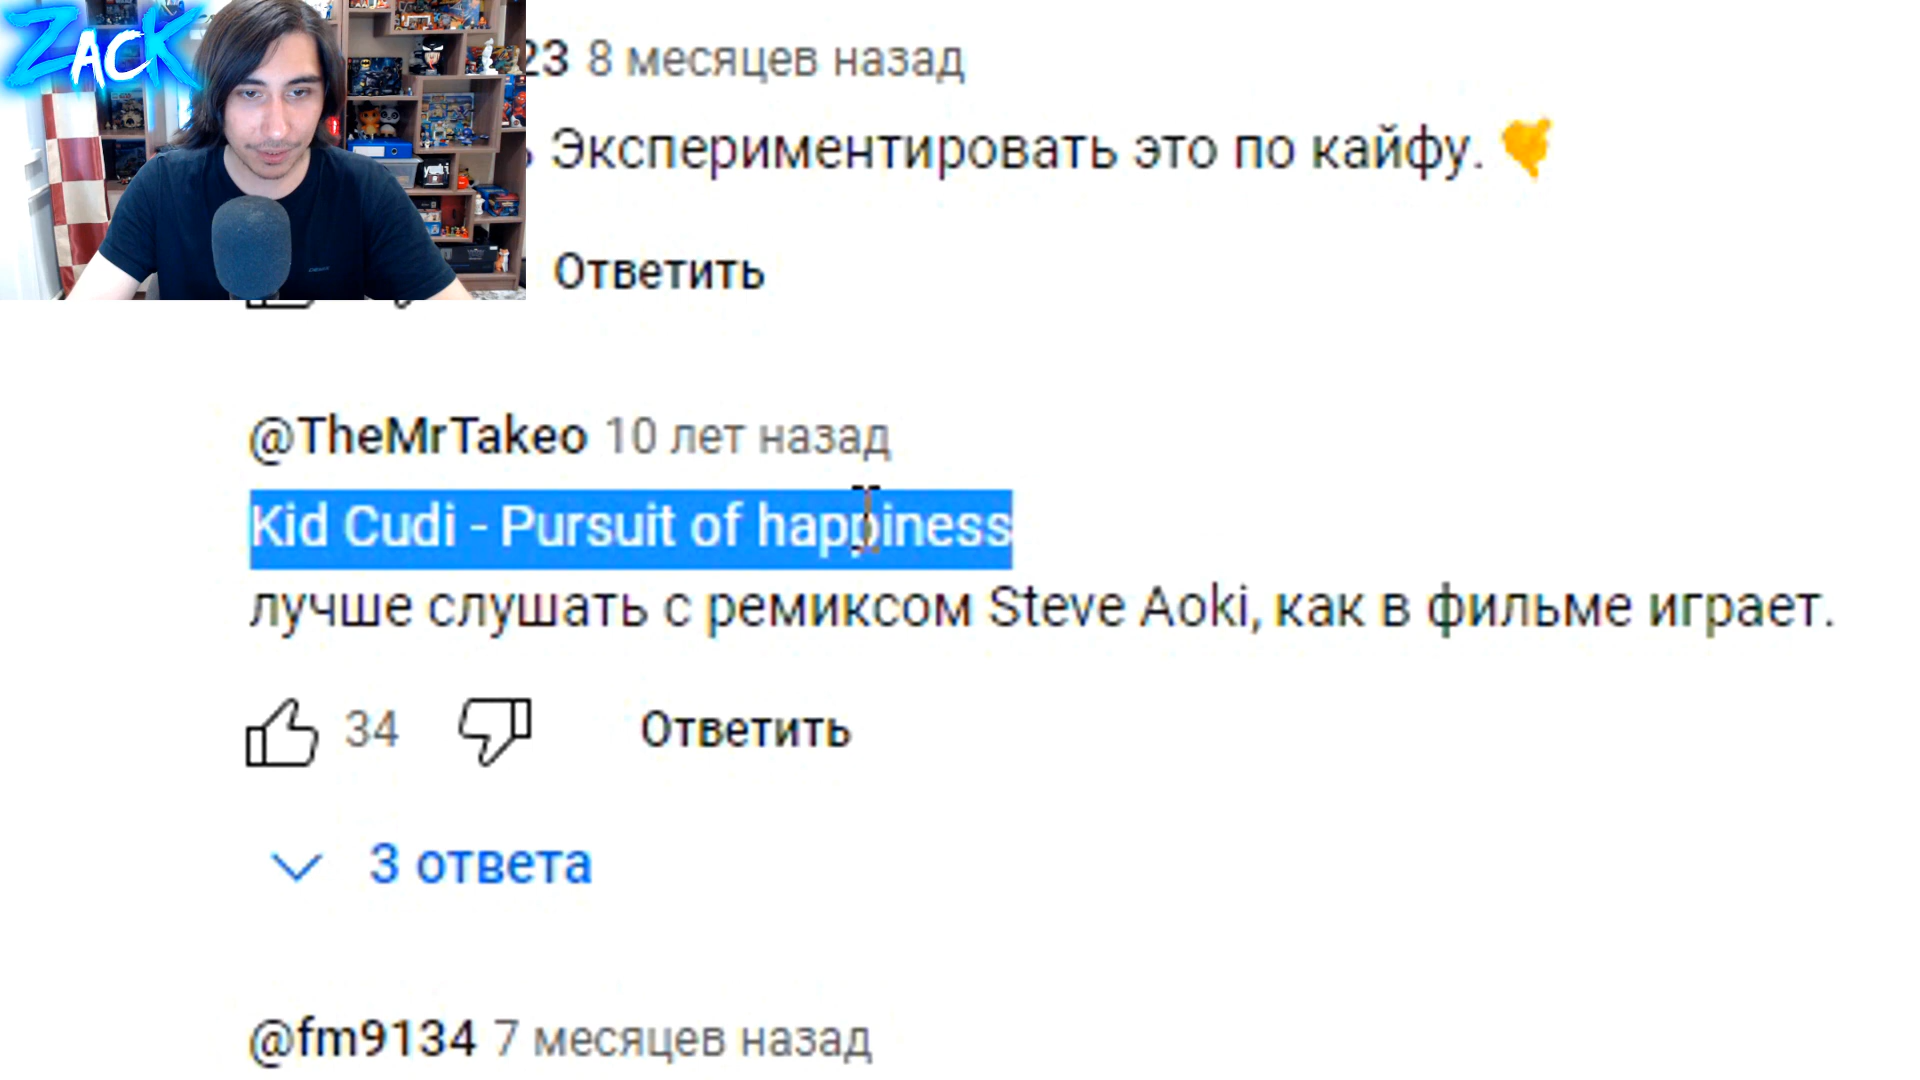 ZACK
23 8 месяцев назад
Экспериментировать это по кайфу.
Ответить
@TheMrTakeo 10 лет назад
Kid Cudi - Pursuit of happiness
лучше слушать с ремиксом Steve Aoki, как в фильме играет.
34 Ответить
3 ответа
@fm9134 7 месяцев назад